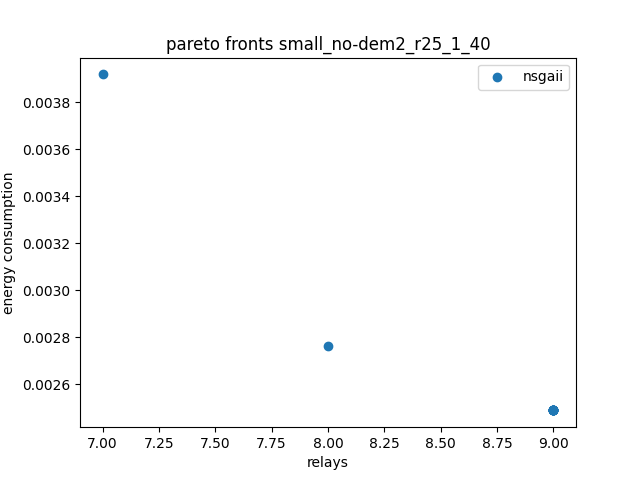 pareto fronts small_no-dem2_r25_1_40
nsgaii
0.0038
0.0036
0.0034
0.0032
0.0030
0.0028
0.0026
energy consumption
7.00 7.25 7.50 7.75 8.00 8.25 8.50 8.75 9.00
relays